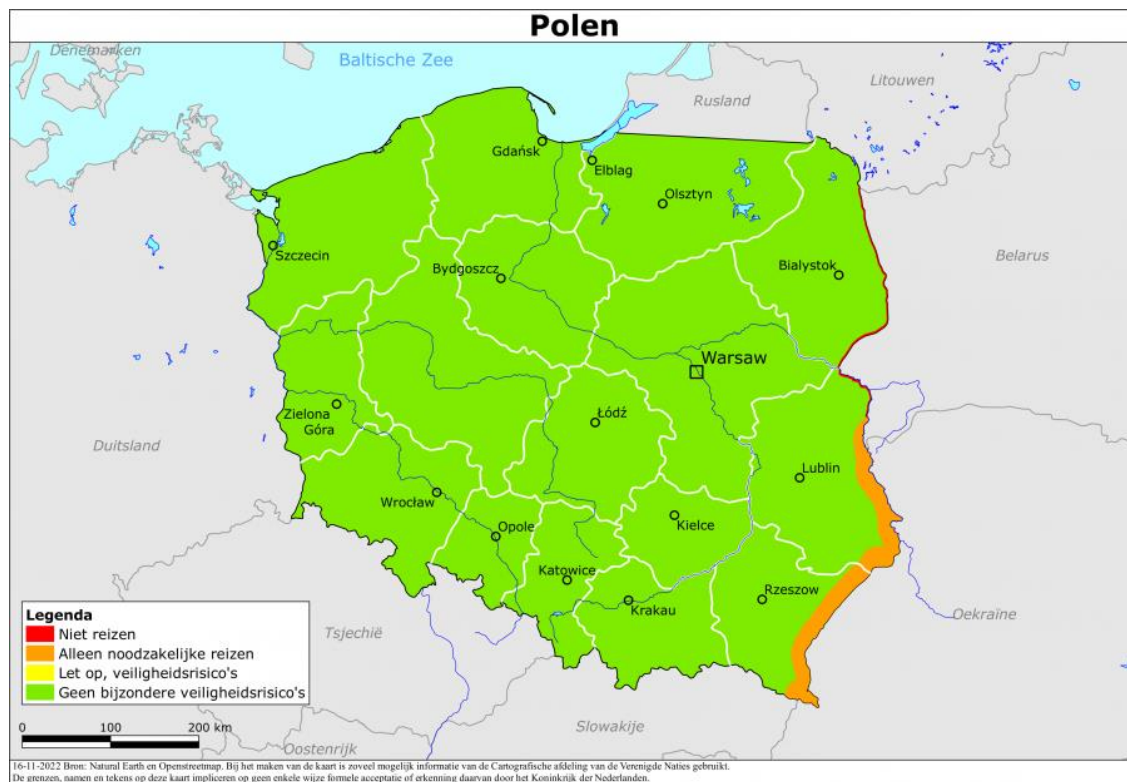 Polen
Denemarken
Baltische Zee
Litouwen
Rusland
Gdańsk
Elblag
Olsztyn
Szczecin
Bydgoszcz
Bialystok
Belarus
Warsaw
Zielona
Góra
Łódź
Duitsland
Lublin
Wrocław
Opole
Kielce
Katowice
Krakau
Rzeszow
Oekraïne
Tsjechië
Legenda
Niet reizen
Alleen noodzakelijke reizen
Let op, veiligheidsrisico's
Geen bijzondere veiligheidsrisico's
Slowakije
0 100 200 km
Oostenrijk
16-11-2022 Bron: Natural Earth en Openstreetmap. Bij het maken van de kaart is zoveel mogelijk informatie van de Cartografische afdeling van de Verenigde Naties gebruikt.
De grenzen, namen en tekens op deze kaart impliceren op geen enkele wijze formele acceptatie of erkenning daarvan door het Koninkrijk der Nederlanden.